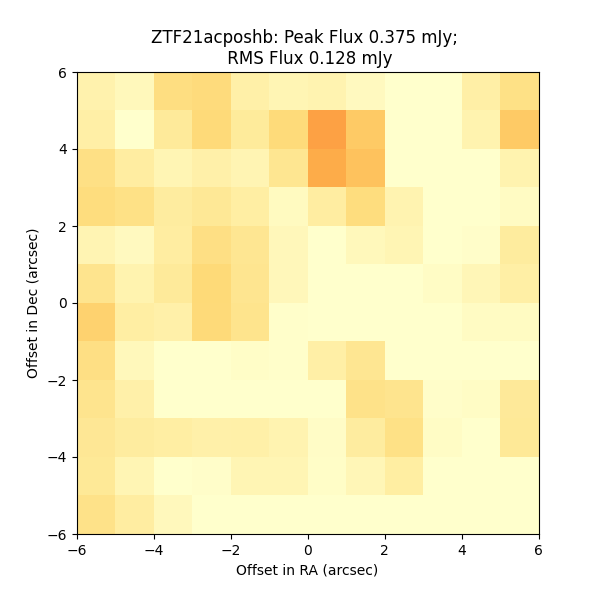 ZTF21acposhb: Peak Flux 0.375 mJy;
RMS Flux 0.128 mJy
6
4
2
0
−2
−4
−6
Offset in Dec (arcsec)
−6 −4 −2 0 2 4 6
Offset in RA (arcsec)